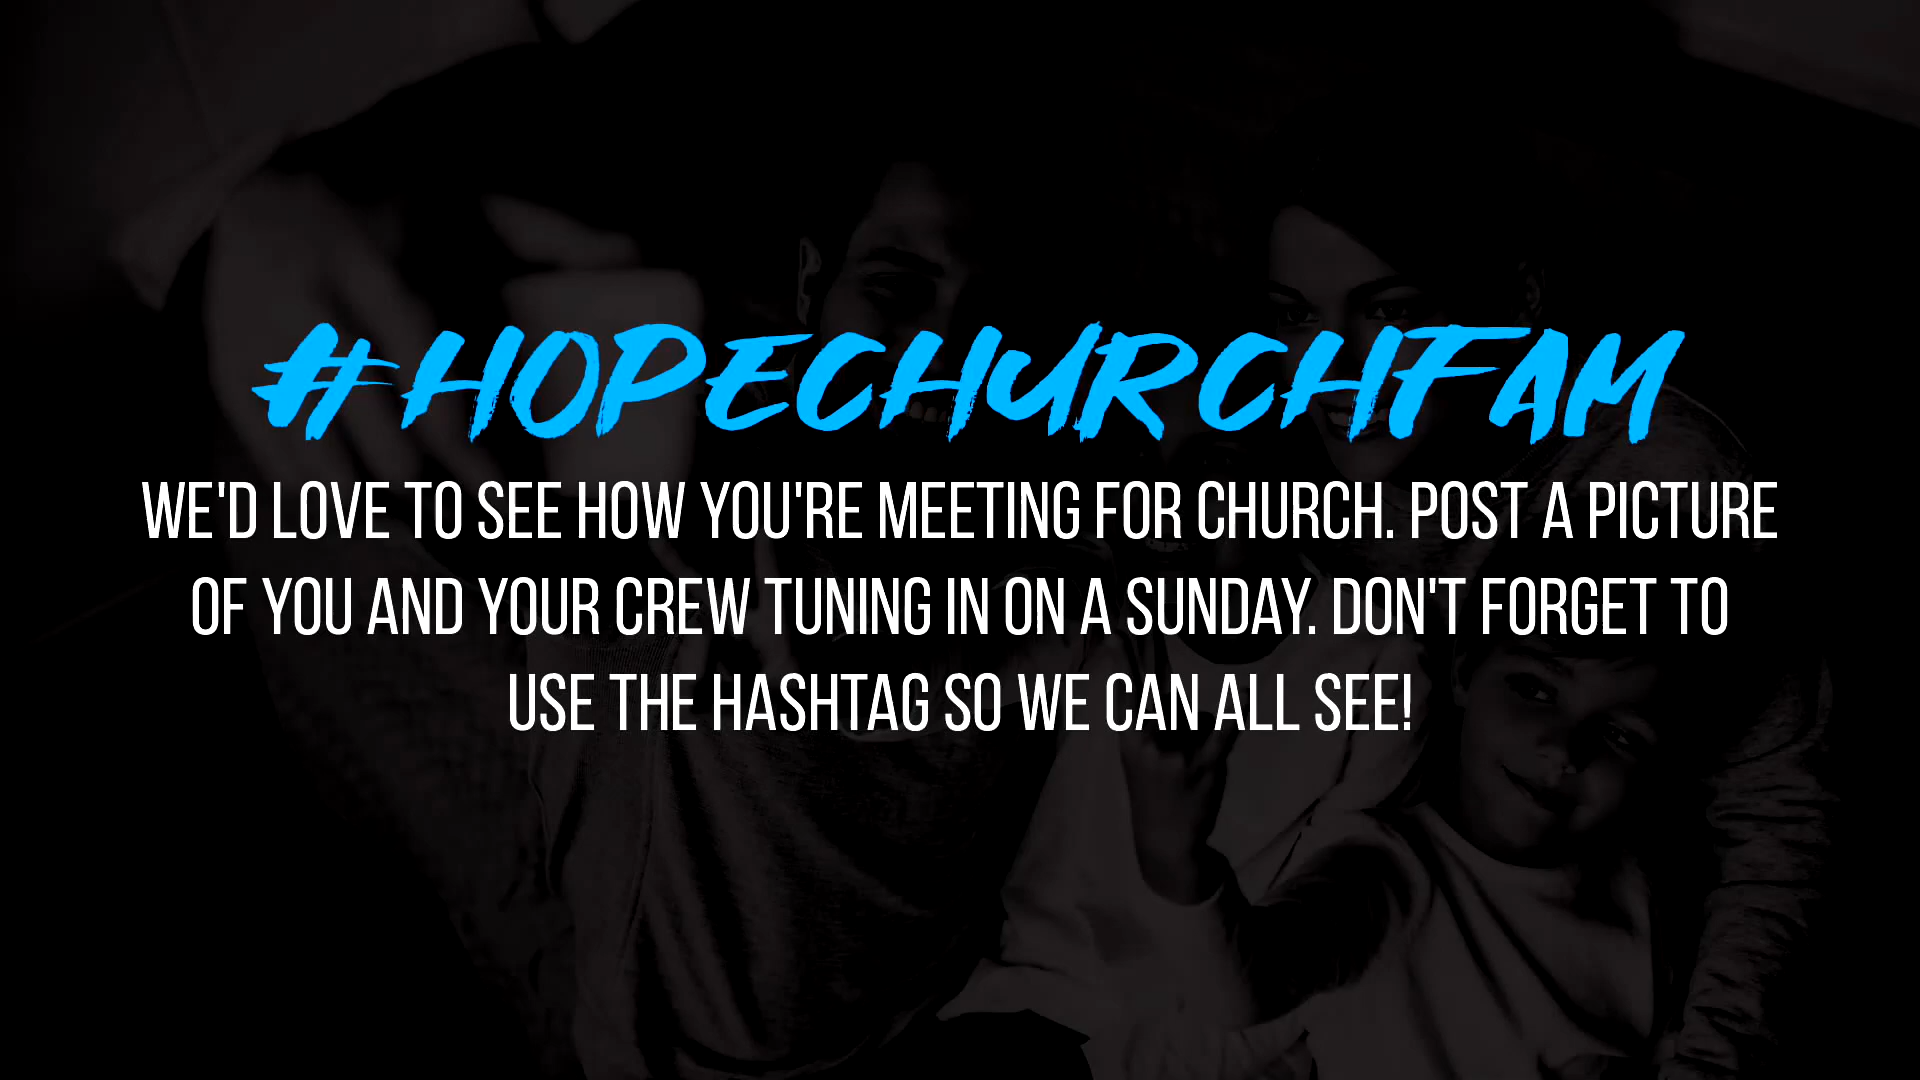 #HOPECHURCHFAM
WE'D LOVE TO SEE HOW YOU'RE MEETING FOR CHURCH. POST A PICTURE
OF YOU AND YOUR CREW TUNING IN ON A SUNDAY. DON'T FORGET TO
USE THE HASHTAG SO WE CAN ALL SEE!